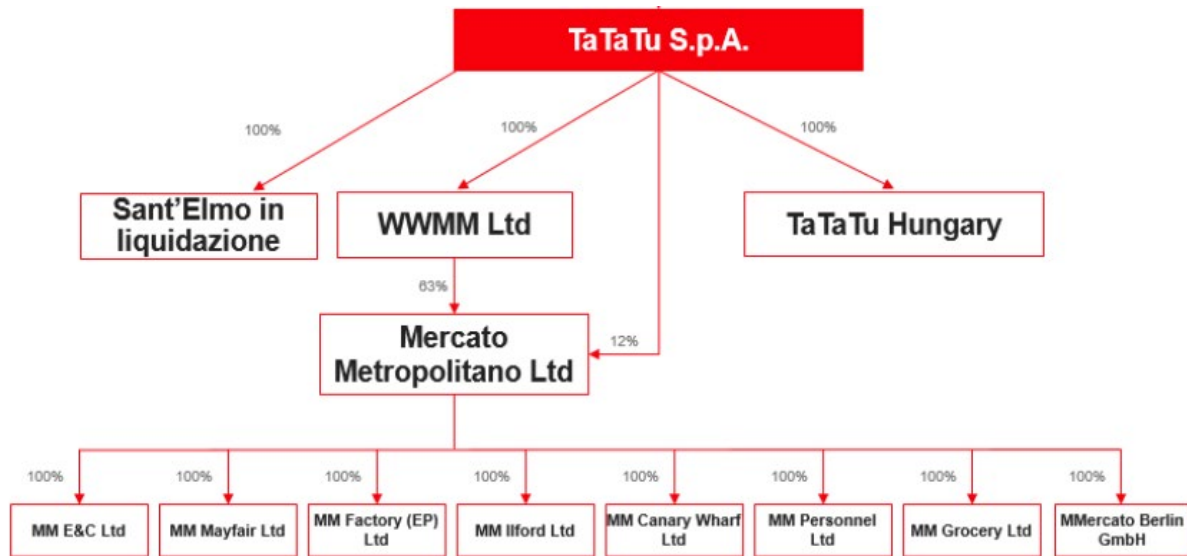 TaTaTu S.p.A.
100%
100%
100%
Sant'Elmo in
liquidazione
WWMM Ltd
TaTaTu Hungary
63%
Mercato
Metropolitano Ltd
12%
100%
100%
100%
100%
100%
100%
100%
100%
MM E&C Ltd
MM Mayfair Ltd
MM Factory (EP)
Ltd
MM Ilford Ltd
MM Canary Wharf
Ltd
MM Personnel
Ltd
MM Grocery Ltd
MMercato Berlin
GmbH